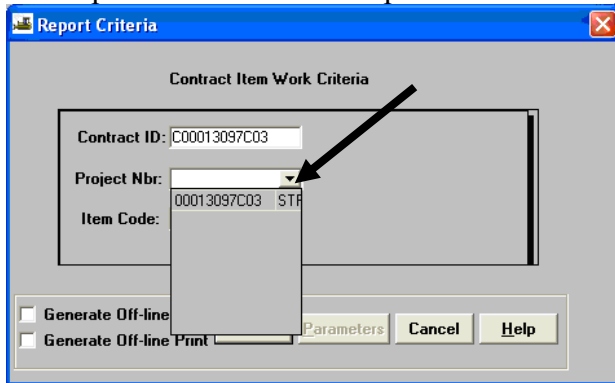 Report Criteria
Contract Item Work Criteria
Contract ID: C00013097C03
Project Nbr:
00013097C03 STF
Item Code:
Generate Off-line
Generate Off-line Print
Parameters Cancel Help